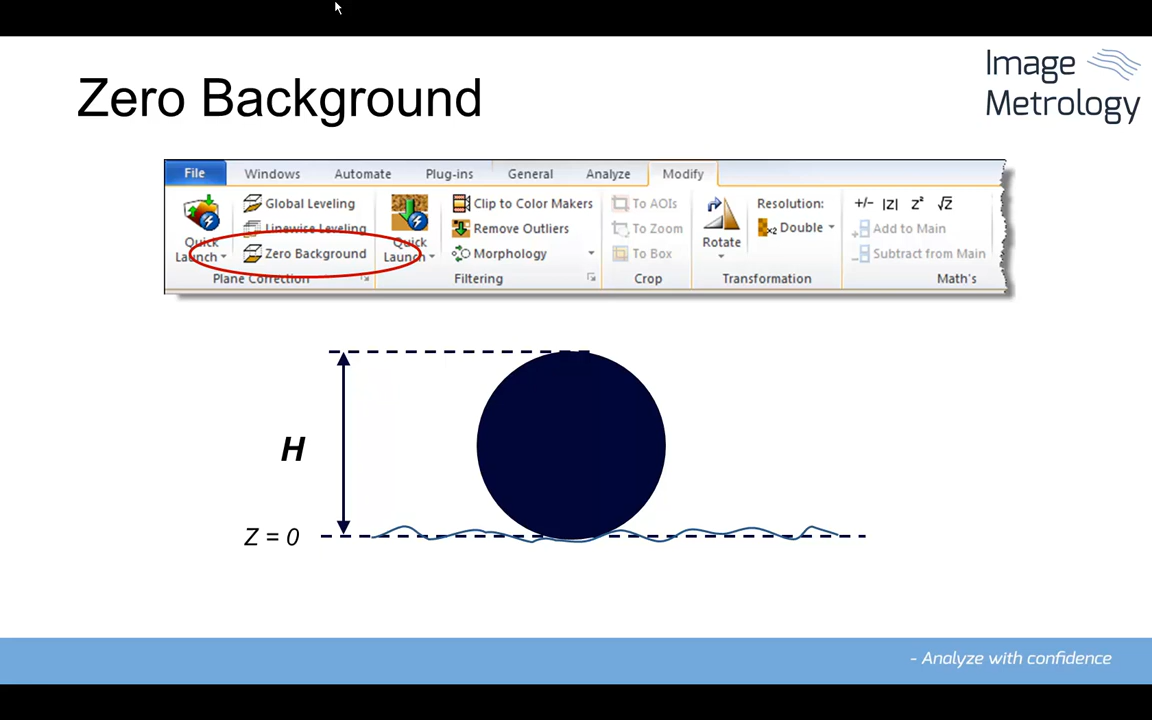 Zero Background
Image
Metrology
File Windows Automate Plug-ins General Analyze Modify
Global Leveling Clip to Color Makers To AOIs Resolution: +/- |Z| Z² √Z
Linewise Leveling Remove Outliers To Zoom x2 Double Add to Main
Quick Launch Zero Background Quick Launch Morphology To Box Rotate Subtract from Main
Plane Correction Filtering Crop Transformation Math's
H
Z = 0
- Analyze with confidence